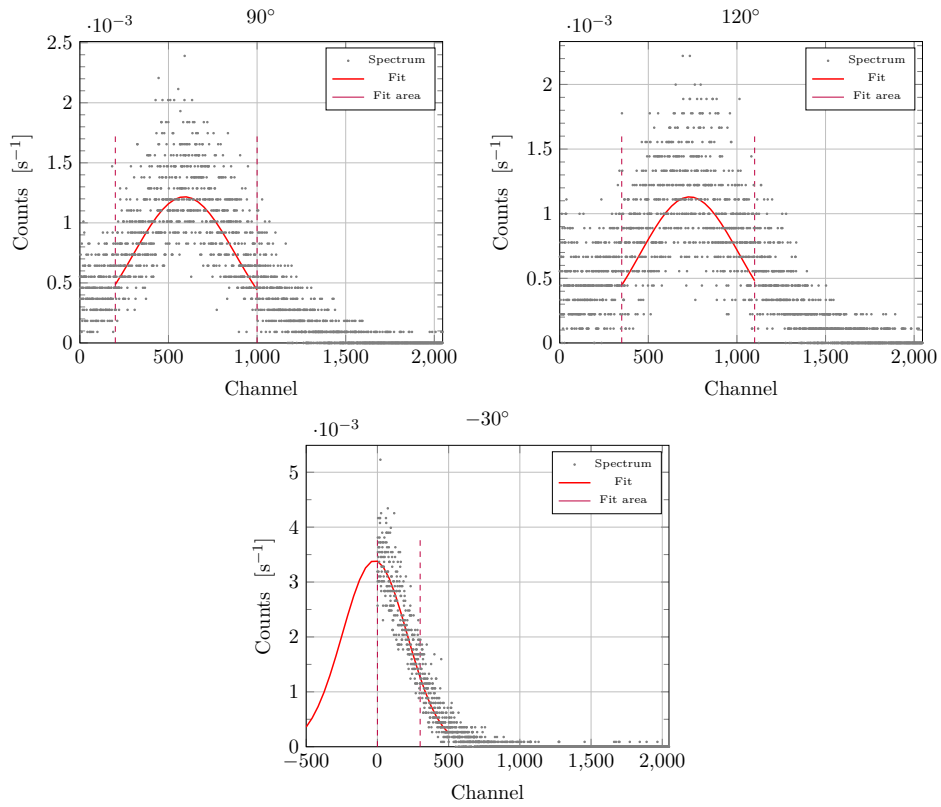 90°
·10⁻³
2.5
2
1.5
1
0.5
0
0 500 1,000 1,500 2,000
Counts [s⁻¹]
Channel
Spectrum
Fit
Fit area
120°
·10⁻³
2
1.5
1
0.5
0
0 500 1,000 1,500 2,000
Counts [s⁻¹]
Channel
Spectrum
Fit
Fit area
−30°
·10⁻³
5
4
3
2
1
0
−500 0 500 1,000 1,500 2,000
Counts [s⁻¹]
Channel
Spectrum
Fit
Fit area